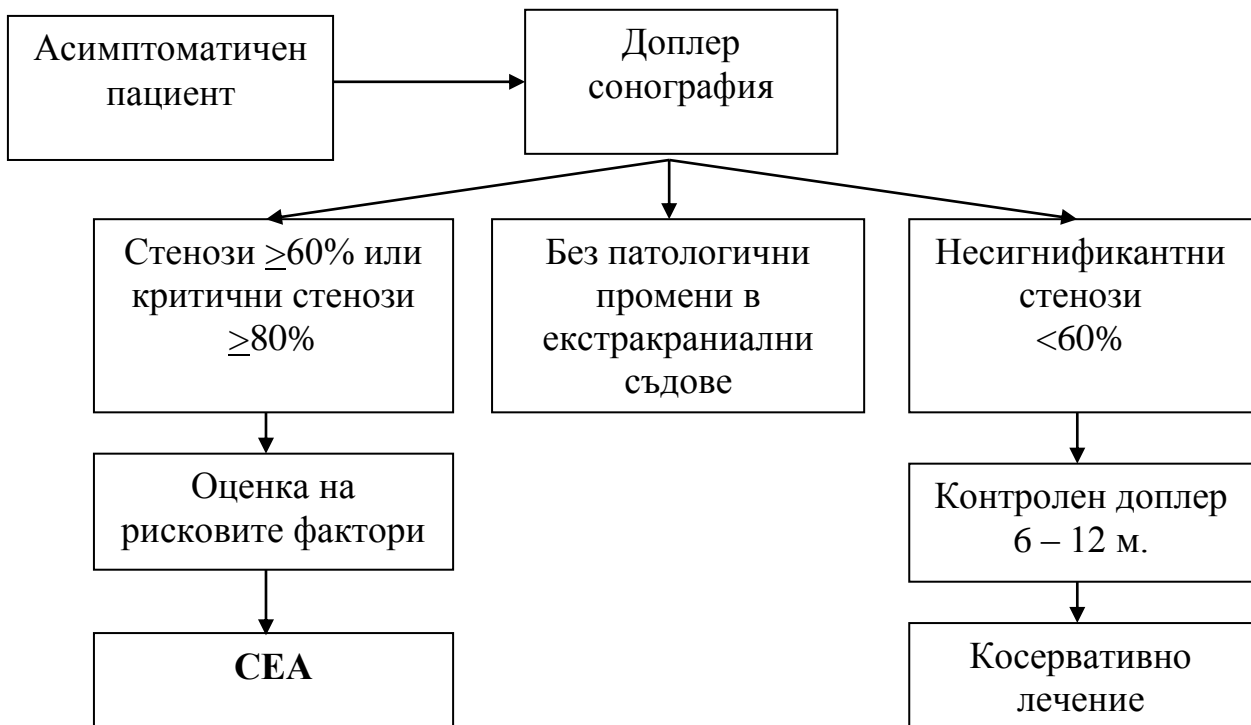 Асимптоматичен
пациент
Доплер
сонография
Стенози ≥60% или
критични стенози
≥80%
Без патологични
промени в
екстракраниални
съдове
Несигнификантни
стенози
<60%
Оценка на
рисковите фактори
Контролен доплер
6 – 12 м.
СЕА
Косервативно
лечение